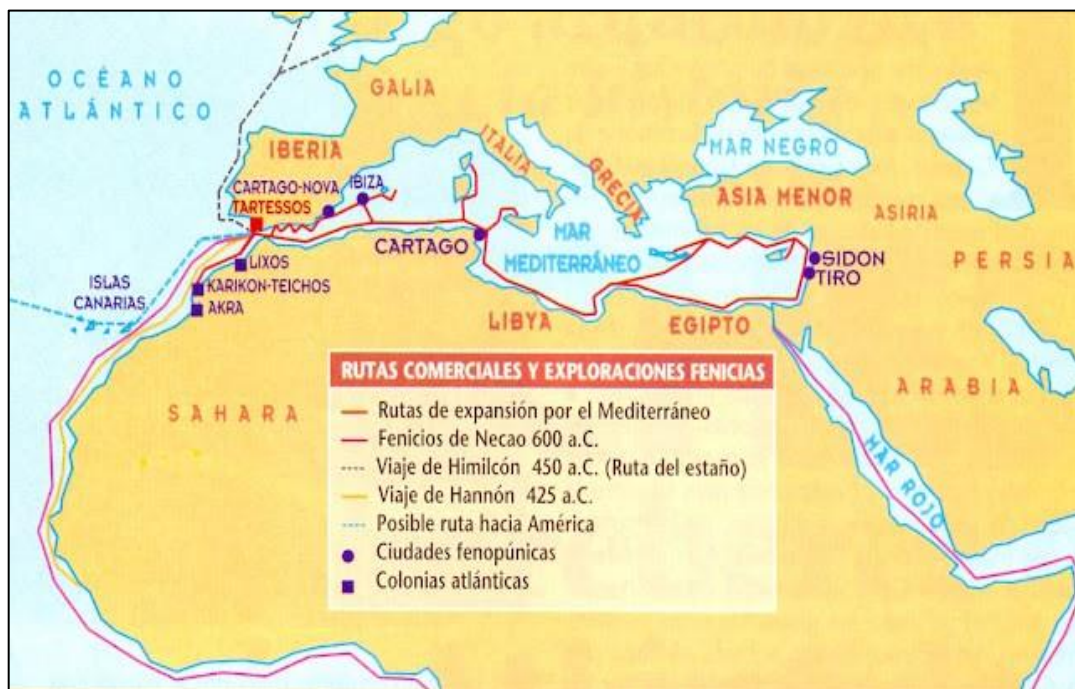 OCÉANO
ATLÁNTICO
GALIA
IBERIA
ITALIA
GRECIA
MAR NEGRO
ASIA MENOR
ASIRIA
PERSIA
CARTAGO-NOVA
IBIZA
TARTESSOS
CARTAGO
MAR
MEDITERRÁNEO
SIDON
TIRO
LIXOS
KARIKON-TEICHOS
AKRA
ISLAS
CANARIAS
LIBYA
EGIPTO
ARABIA
SAHARA
MAR ROJO
RUTAS COMERCIALES Y EXPLORACIONES FENICIAS
Rutas de expansión por el Mediterráneo
Fenicios de Necao 600 a.C.
Viaje de Himilcón 450 a.C. (Ruta del estaño)
Viaje de Hannón 425 a.C.
Posible ruta hacia América
Ciudades fenopúnicas
Colonias atlánticas